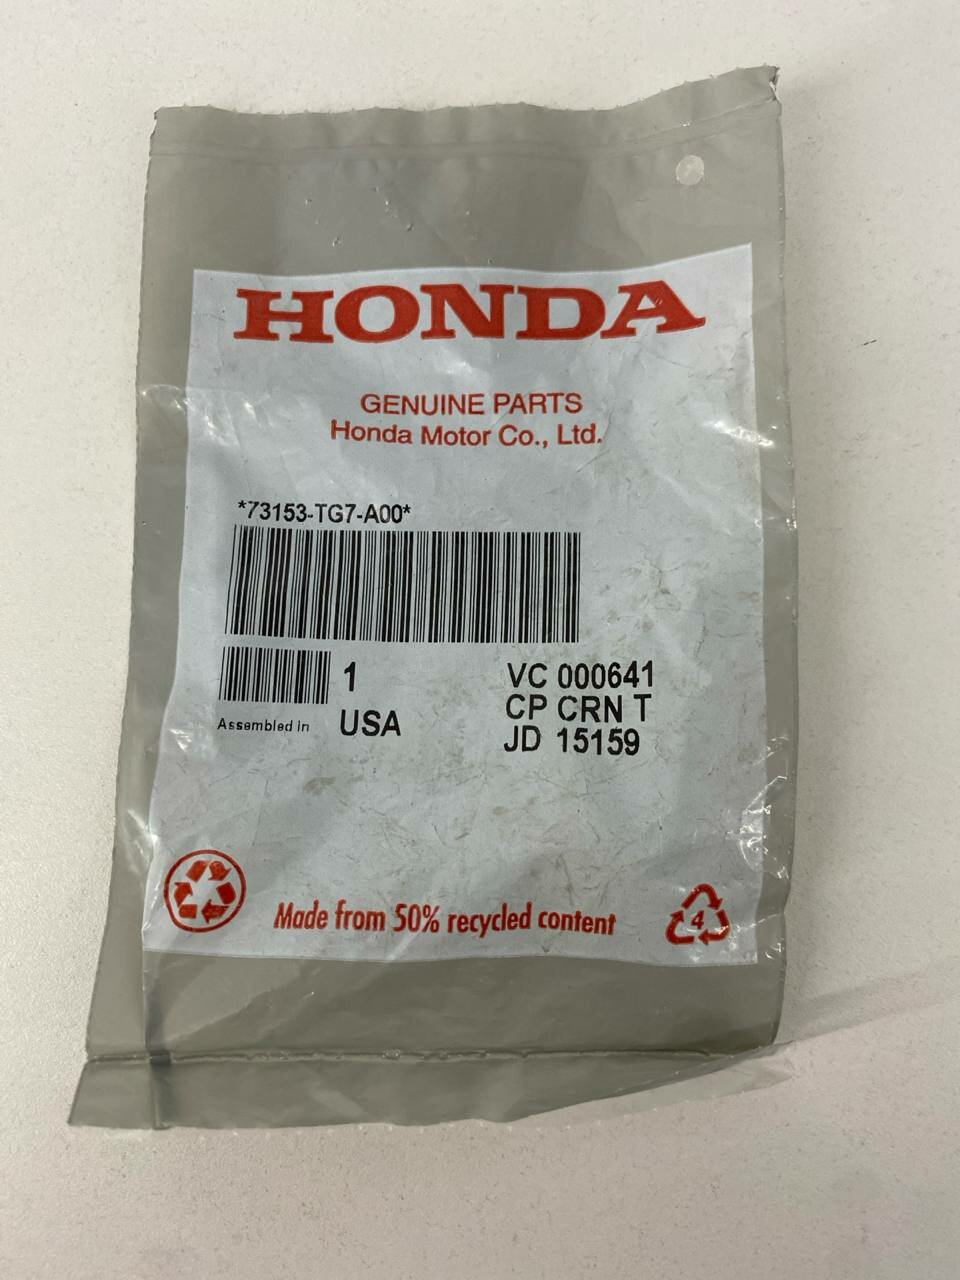 HONDA
GENUINE PARTS
Honda Motor Co., Ltd.
*73153-TG7-A00*
1 VC 000641
CP CRN T
Assembled in USA
JD 15159
Made from 50% recycled content
4